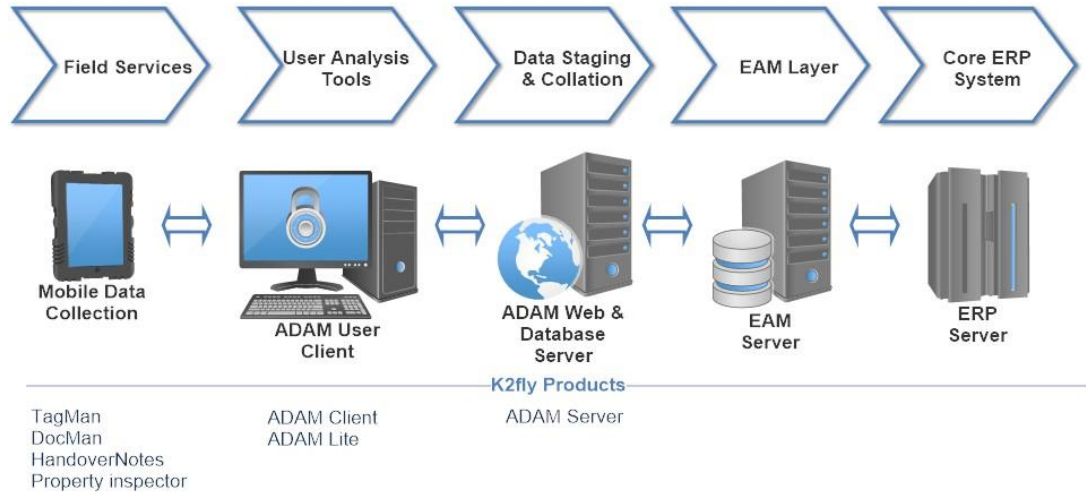 Field Services
User Analysis
Tools
Data Staging
& Collation
EAM Layer
Core ERP
System
Mobile Data
Collection
ADAM User
Client
ADAM Web &
Database
Server
EAM
Server
ERP
Server
K2fly Products
TagMan
DocMan
HandoverNotes
Property inspector
ADAM Client
ADAM Lite
ADAM Server